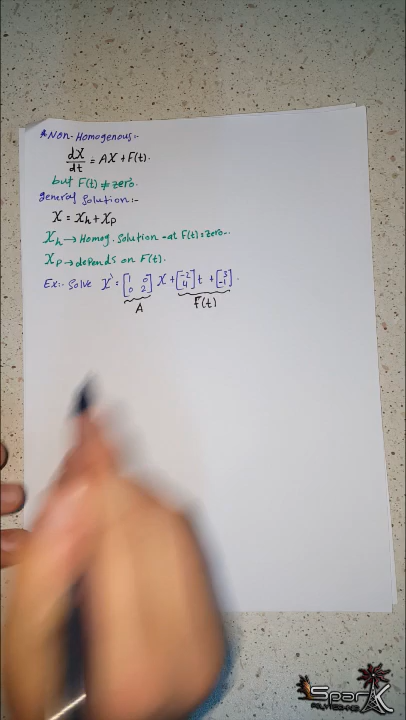 * Non-Homogenous:-
dX/dt = AX + F(t).
but F(t) ≠ zero.
general solution:-
X = Xh + Xp
Xh → Homog. solution -at F(t)=zero-.
Xp → depends on F(t).
Ex:- Solve X' = [1 0; 0 2] X + [-2; 4] t + [3; -1].
A F(t)
Spark